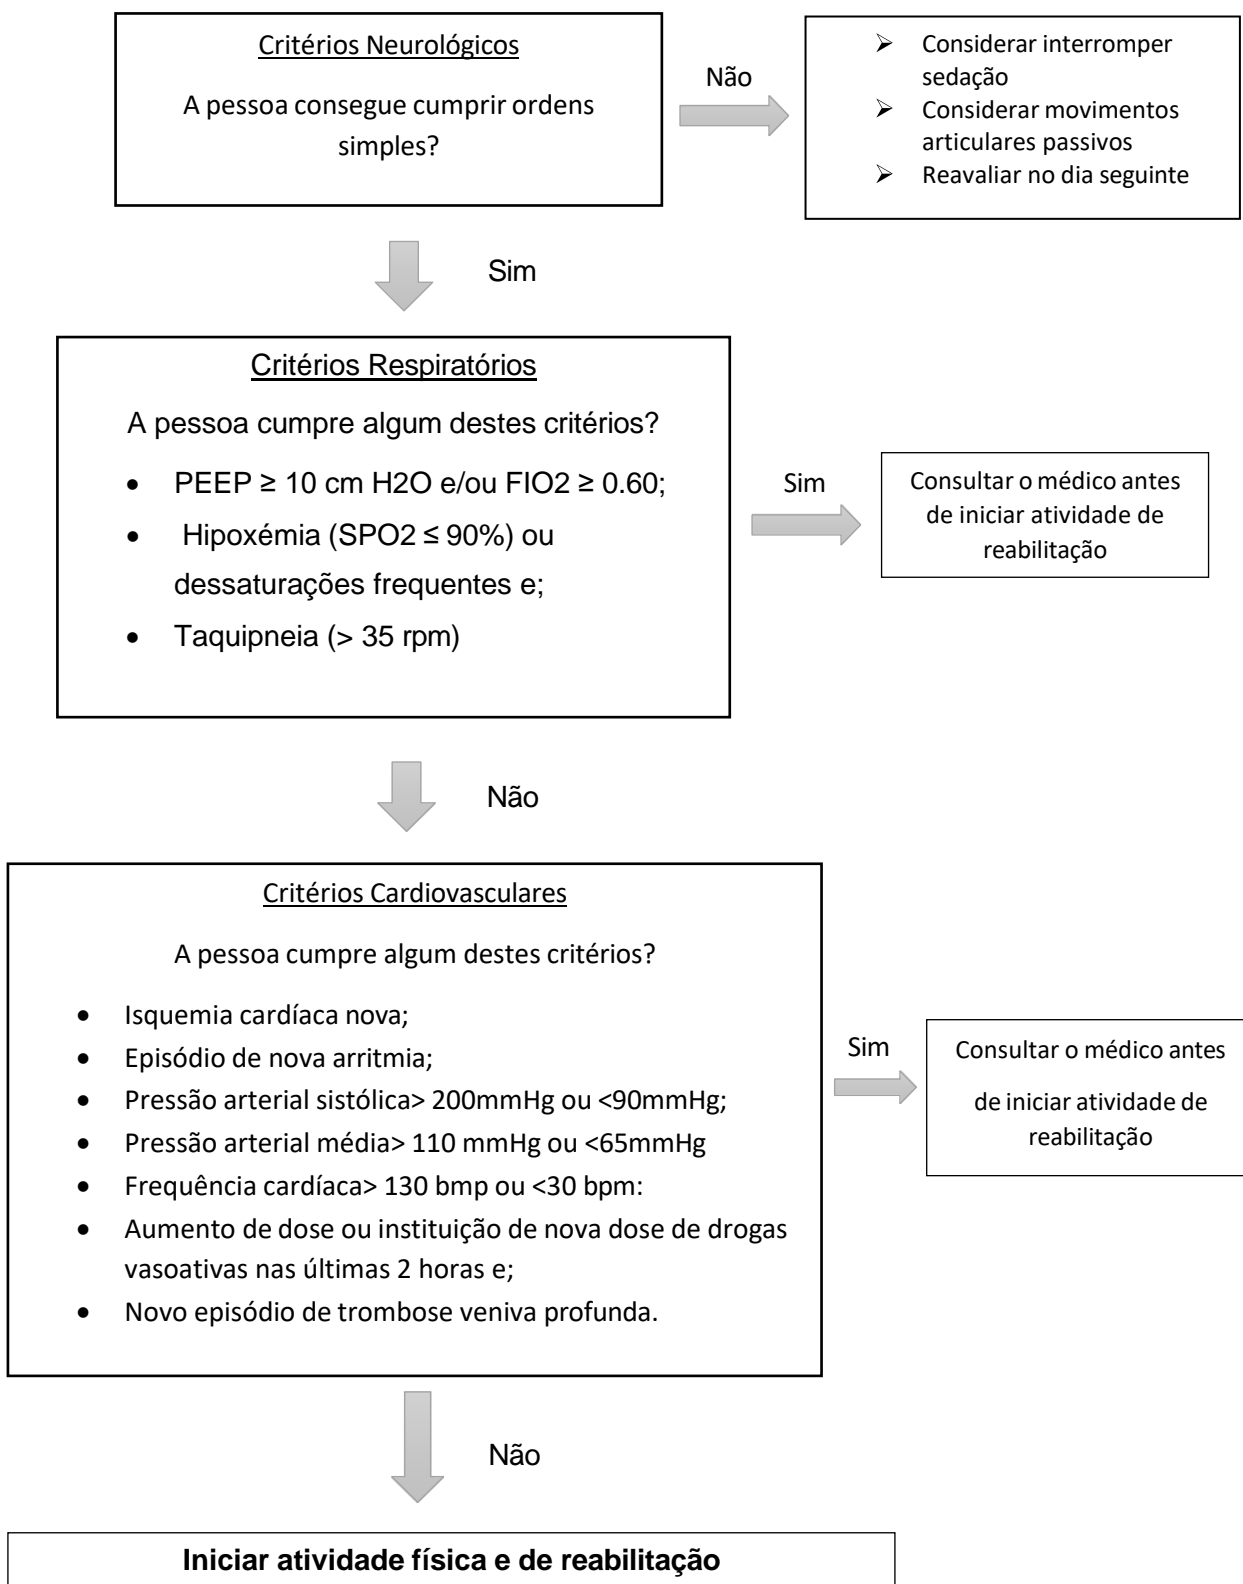 Critérios Neurológicos
A pessoa consegue cumprir ordens
simples?
Não
➢ Considerar interromper
sedação
➢ Considerar movimentos
articulares passivos
➢ Reavaliar no dia seguinte
Sim
Critérios Respiratórios
A pessoa cumpre algum destes critérios?
• PEEP ≥ 10 cm H2O e/ou FIO2 ≥ 0.60;
• Hipoxémia (SPO2 ≤ 90%) ou
dessaturações frequentes e;
• Taquipneia (> 35 rpm)
Sim
Consultar o médico antes
de iniciar atividade de
reabilitação
Não
Critérios Cardiovasculares
A pessoa cumpre algum destes critérios?
• Isquemia cardíaca nova;
• Episódio de nova arritmia;
• Pressão arterial sistólica> 200mmHg ou <90mmHg;
• Pressão arterial média> 110 mmHg ou <65mmHg
• Frequência cardíaca> 130 bmp ou <30 bpm:
• Aumento de dose ou instituição de nova dose de drogas
vasoativas nas últimas 2 horas e;
• Novo episódio de trombose veniva profunda.
Sim
Consultar o médico antes
de iniciar atividade de
reabilitação
Não
Iniciar atividade física e de reabilitação